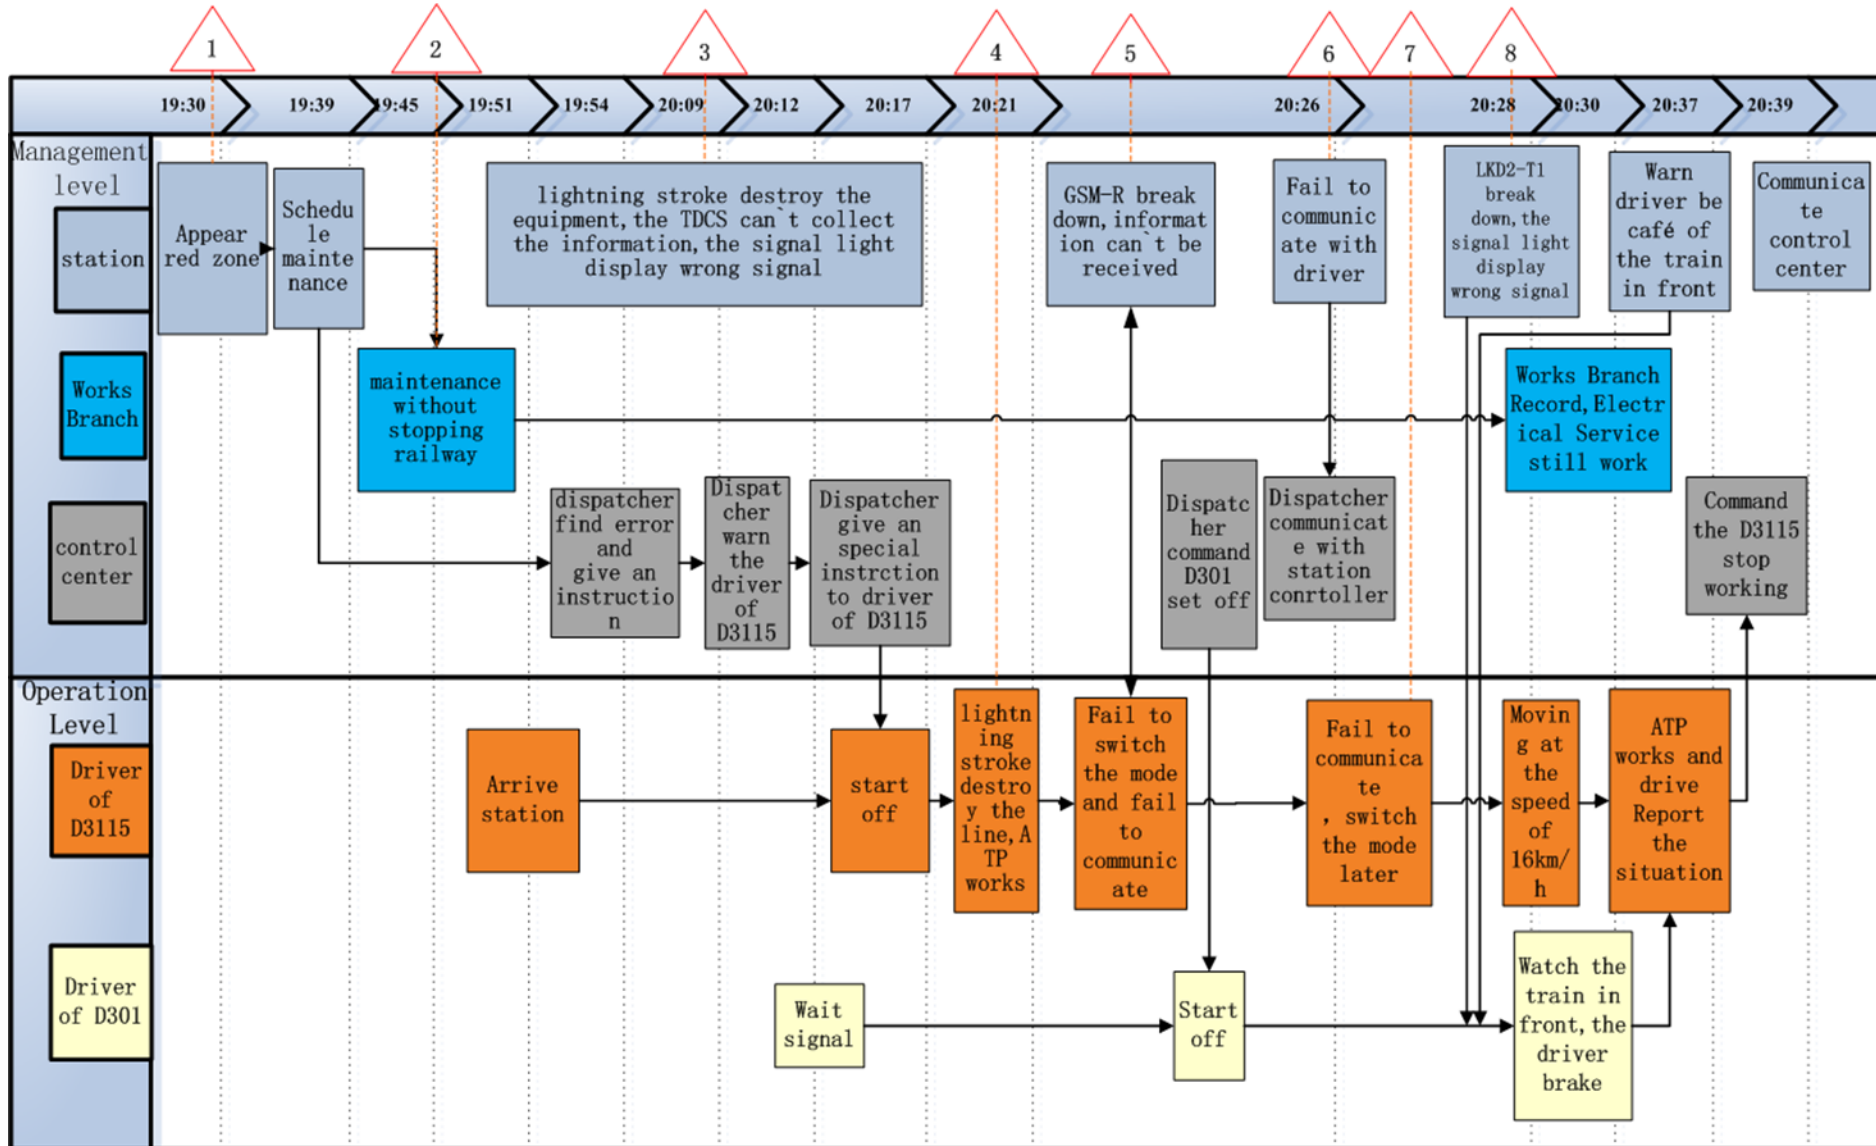 1
2
3
4
5
6
7
8
19:30
19:39
19:45
19:51
19:54
20:09
20:12
20:17
20:21
20:26
20:28
20:30
20:37
20:39
Management
level
station
Appear
red zone
Schedu
le
mainte
nance
lightning stroke destroy the
equipment, the TDCS can`t collect
the information, the signal light
display wrong signal
GSM-R break
down, informat
ion can`t be
received
Fail to
communic
ate with
driver
LKD2-T1
break
down, the
signal light
display
wrong signal
Warn
driver be
café of
the train
in front
Communica
te
control
center
Works
Branch
maintenance
without
stopping
railway
Works Branch
Record, Electr
ical Service
still work
control
center
dispatcher
find error
and
give an
instructio
n
Dispat
cher
warn
the
driver
of
D3115
Dispatcher
give an
special
instrction
to driver
of D3115
Dispatc
her
command
D301
set off
Dispatcher
communicat
e with
station
conrtoller
Command
the D3115
stop
working
Operation
Level
Driver
of
D3115
Arrive
station
start
off
lightn
ing
stroke
destro
y the
line, A
TP
works
Fail to
switch
the mode
and fail
to
communic
ate
Fail to
communica
te
, switch
the mode
later
Movin
g at
the
speed
of
16km/
h
ATP
works and
drive
Report
the
situation
Driver
of D301
Wait
signal
Start
off
Watch the
train in
front, the
driver
brake